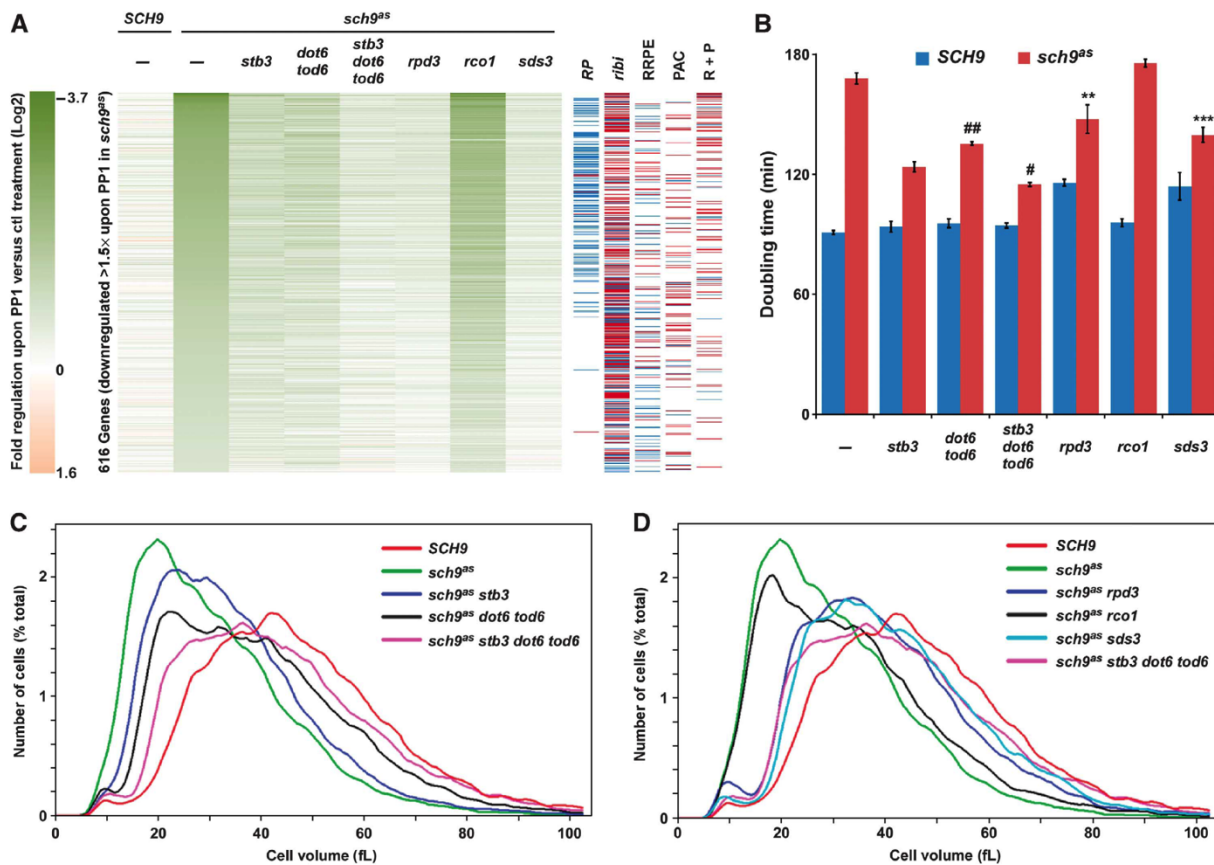 A
SCH9
sch9as
–
–
stb3
dot6
tod6
stb3
dot6
tod6
rpd3
rco1
sds3
RP
ribi
RRPE
PAC
R + P
Fold regulation upon PP1 versus ctl treatment (Log2)
–3.7
0
1.6
616 Genes (downregulated >1.5× upon PP1 in sch9as)
B
SCH9
sch9as
Doubling time (min)
180
120
60
0
##
#
**
***
–
stb3
dot6
tod6
stb3
dot6
tod6
rpd3
rco1
sds3
C
Number of cells (% total)
2
1
0
SCH9
sch9as
sch9as stb3
sch9as dot6 tod6
sch9as stb3 dot6 tod6
0
20
40
60
80
100
Cell volume (fL)
D
Number of cells (% total)
2
1
0
SCH9
sch9as
sch9as rpd3
sch9as rco1
sch9as sds3
sch9as stb3 dot6 tod6
0
20
40
60
80
100
Cell volume (fL)